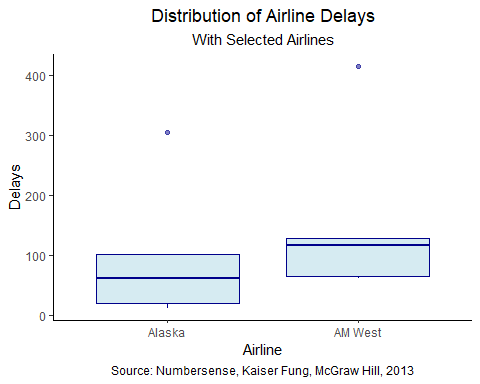 Distribution of Airline Delays
With Selected Airlines
400
300
200
100
0
Delays
Alaska
AM West
Airline
Source: Numbersense, Kaiser Fung, McGraw Hill, 2013